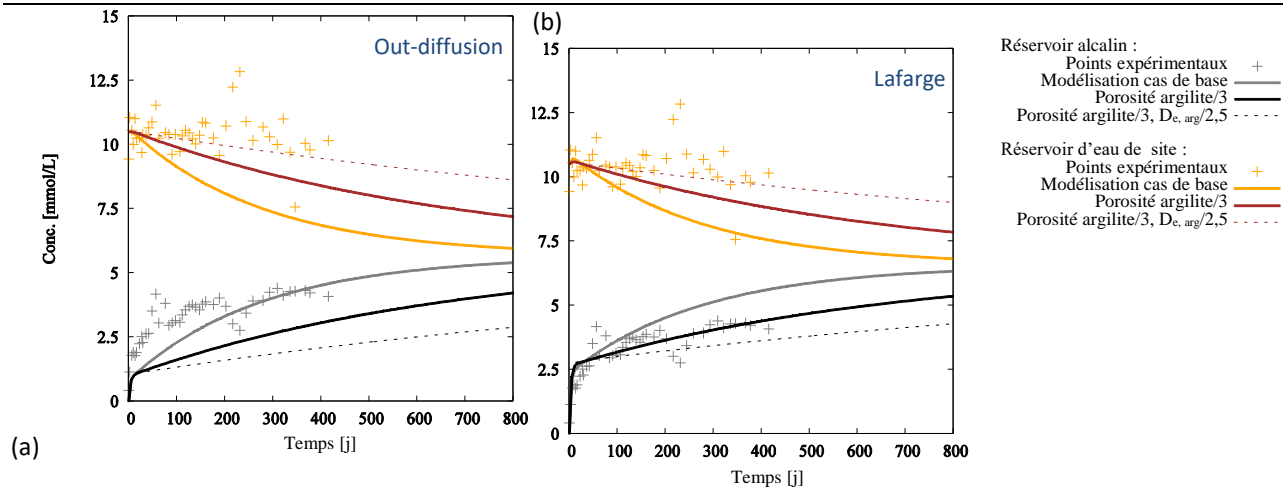 (b)
Out-diffusion
15
12.5
10
7.5
5
2.5
0
Conc. [mmol/L]
0 100 200 300 400 500 600 700 800
Temps [j]
(a)
Lafarge
15
12.5
10
7.5
5
2.5
0
0 100 200 300 400 500 600 700 800
Temps [j]
Réservoir alcalin :
Points expérimentaux
Modélisation cas de base
Porosité argilite/3
Porosité argilite/3, De, arg/2,5
Réservoir d'eau de site :
Points expérimentaux
Modélisation cas de base
Porosité argilite/3
Porosité argilite/3, De, arg/2,5